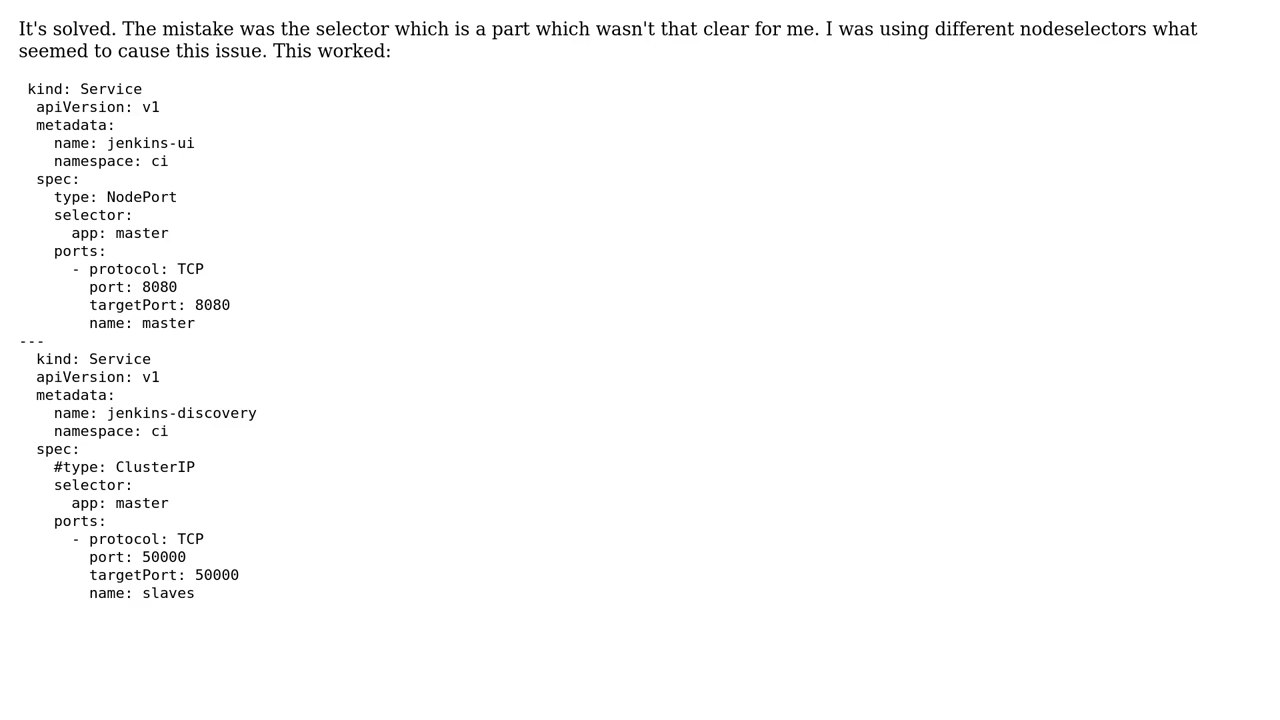 It's solved. The mistake was the selector which is a part which wasn't that clear for me. I was using different nodeselectors what
seemed to cause this issue. This worked:
 kind: Service
  apiVersion: v1
  metadata:
    name: jenkins-ui
    namespace: ci
  spec:
    type: NodePort
    selector:
      app: master
    ports:
      - protocol: TCP
        port: 8080
        targetPort: 8080
        name: master
---
  kind: Service
  apiVersion: v1
  metadata:
    name: jenkins-discovery
    namespace: ci
  spec:
    #type: ClusterIP
    selector:
      app: master
    ports:
      - protocol: TCP
        port: 50000
        targetPort: 50000
        name: slaves